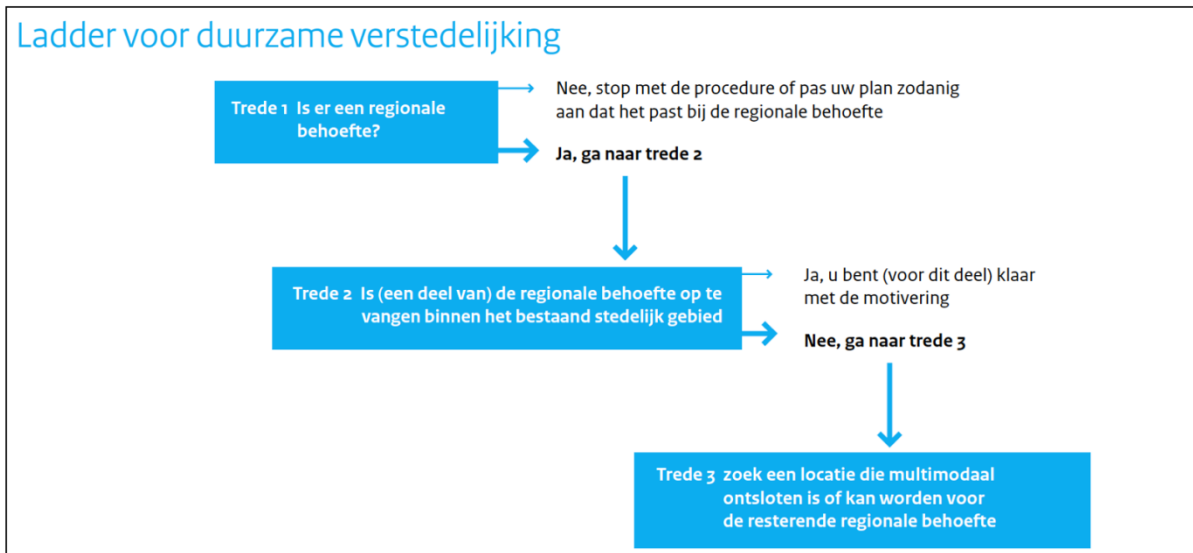 Ladder voor duurzame verstedelijking
Trede 1 Is er een regionale
behoefte?
Nee, stop met de procedure of pas uw plan zodanig
aan dat het past bij de regionale behoefte
Ja, ga naar trede 2
Trede 2 Is (een deel van) de regionale behoefte op te
vangen binnen het bestaand stedelijk gebied
Ja, u bent (voor dit deel) klaar
met de motivering
Nee, ga naar trede 3
Trede 3 zoek een locatie die multimodaal
ontsloten is of kan worden voor
de resterende regionale behoefte